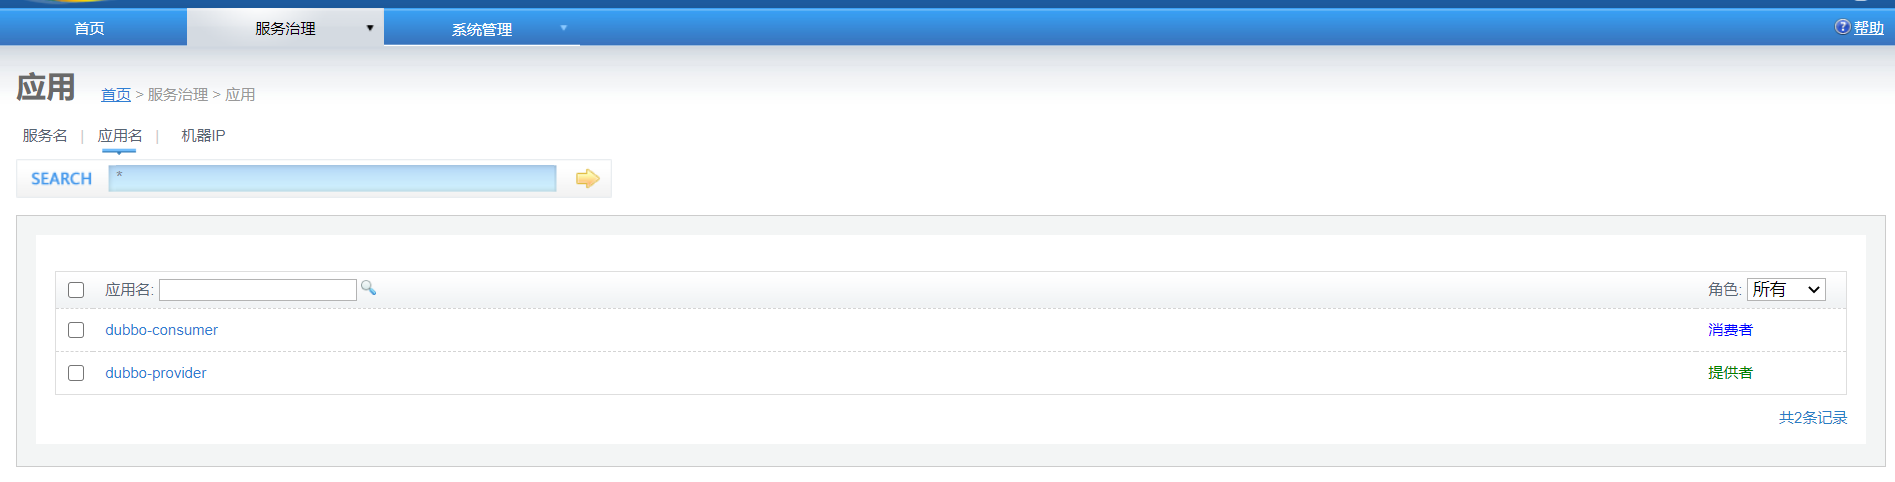 首页 服务治理 系统管理 帮助
应用 首页 > 服务治理 > 应用
服务名 | 应用名 | 机器IP
SEARCH *
应用名: 角色: 所有
dubbo-consumer 消费者
dubbo-provider 提供者
共2条记录